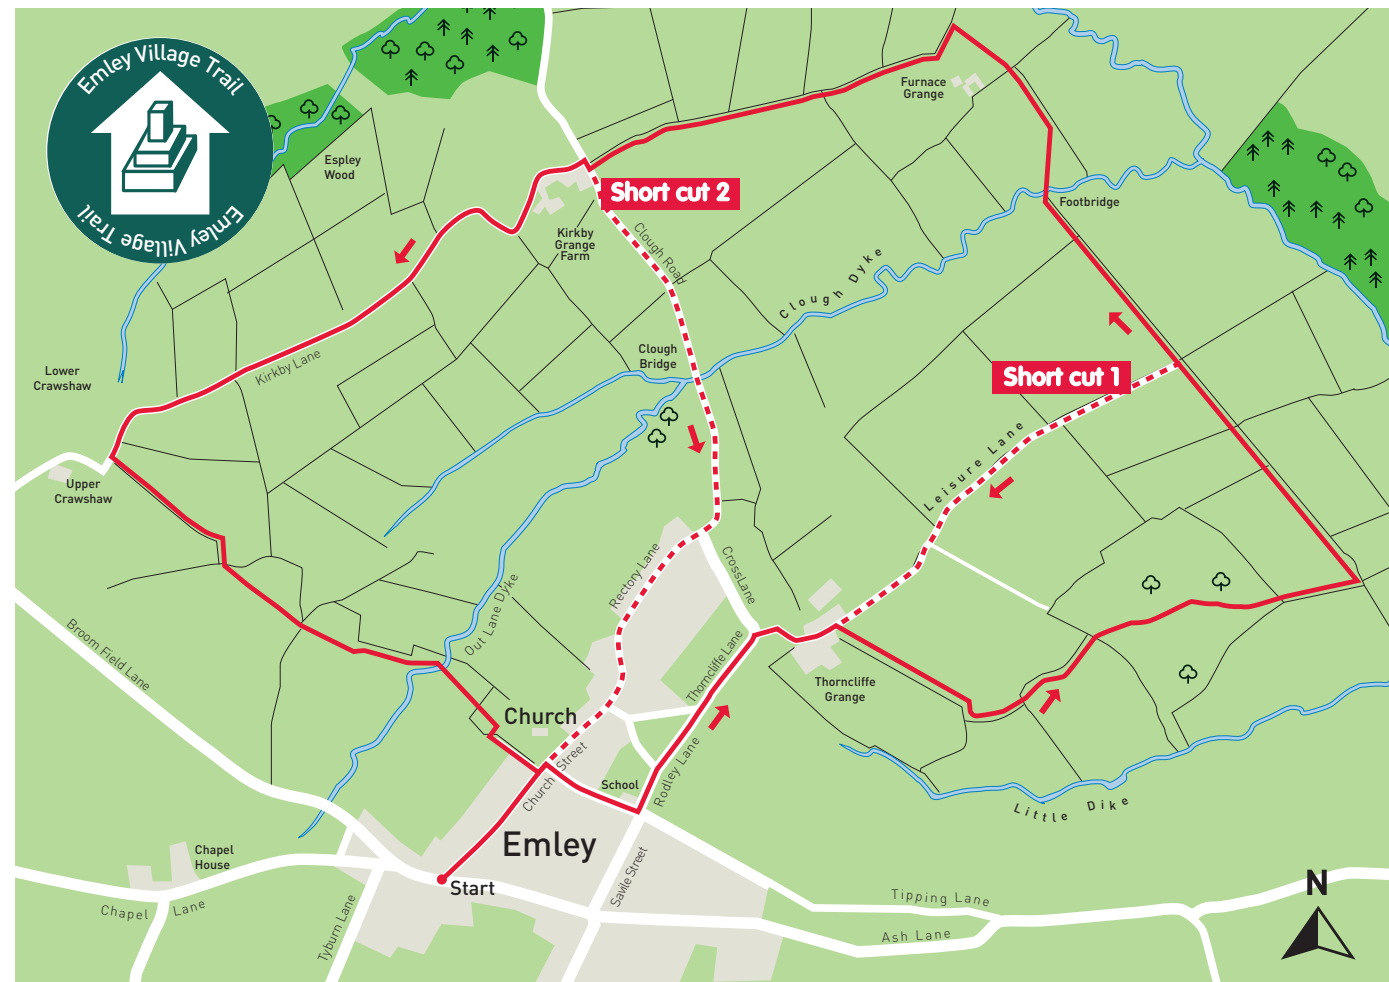 Emley Village Trail
Emley Village Trail
Espley
Wood
Furnace
Grange
Short cut 2
Footbridge
Kirkby
Grange
Farm
Clough Road
Clough Dyke
Clough
Bridge
Short cut 1
Lower
Crawshaw
Kirkby Lane
Leisure Lane
Upper
Crawshaw
Rectory Lane
CrossLane
Out Lane Dyke
Broom Field Lane
Thorncliffe Lane
Thorncliffe
Grange
Church
Church Street
School
Rodley Lane
Little Dike
Emley
Chapel
House
Start
Savile Street
Chapel Lane
Tyburn Lane
Tipping Lane
Ash Lane
N